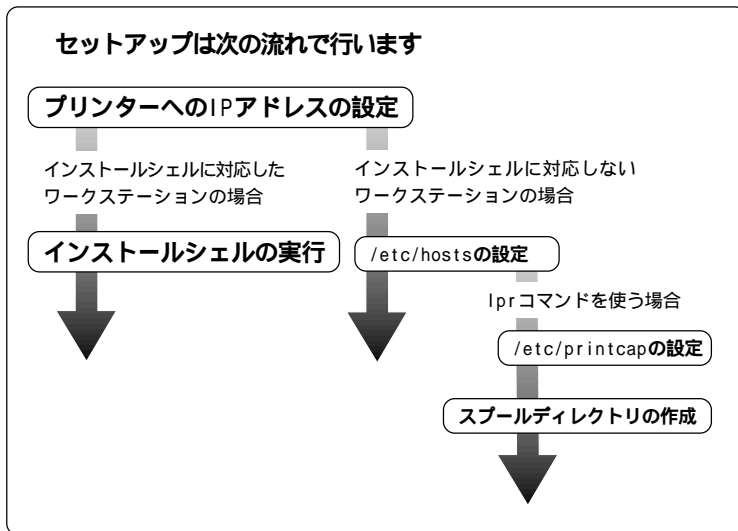 セットアップは次の流れで行います
プリンターへのIPアドレスの設定
インストールシェルに対応した
ワークステーションの場合
インストールシェルに対応しない
ワークステーションの場合
インストールシェルの実行
/etc/hostsの設定
lprコマンドを使う場合
/etc/printcapの設定
スプールディレクトリの作成